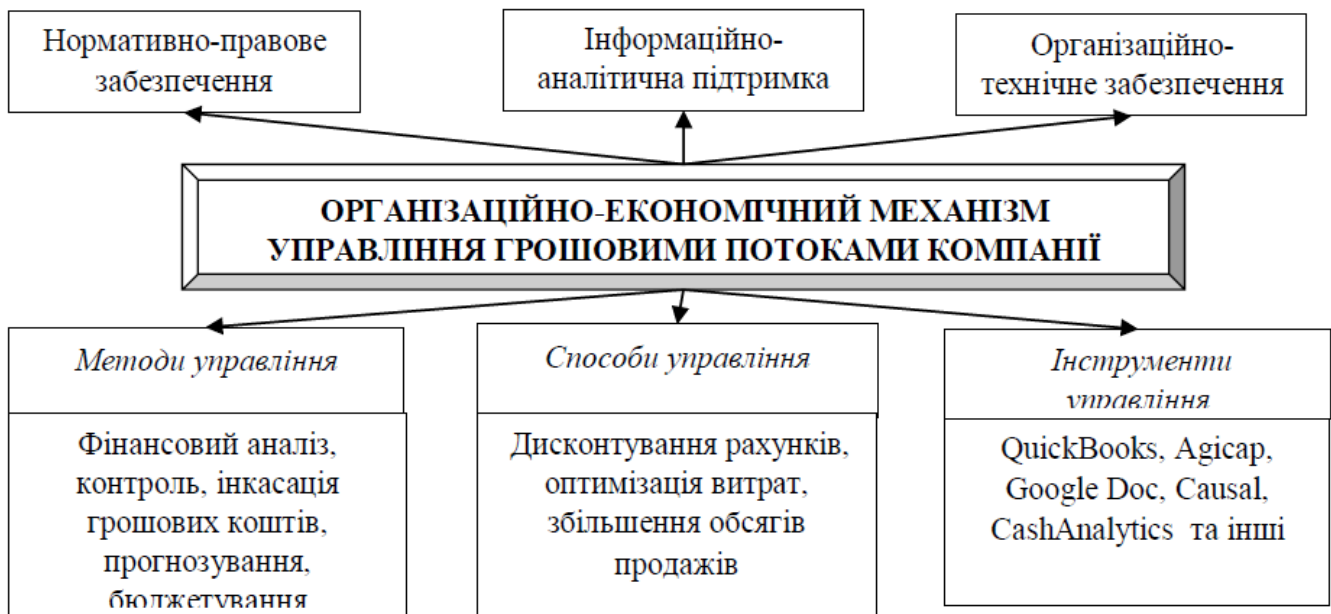 Нормативно-правове
забезпечення
Інформаційно-
аналітична підтримка
Організаційно-
технічне забезпечення
ОРГАНІЗАЦІЙНО-ЕКОНОМІЧНИЙ МЕХАНІЗМ
УПРАВЛІННЯ ГРОШОВИМИ ПОТОКАМИ КОМПАНІЇ
Методи управління
Фінансовий аналіз,
контроль, інкасація
грошових коштів,
прогнозування,
бюджетування
Способи управління
Дисконтування рахунків,
оптимізація витрат,
збільшення обсягів
продажів
Інструменти
управління
QuickBooks, Agicap,
Google Doc, Causal,
CashAnalytics та інші